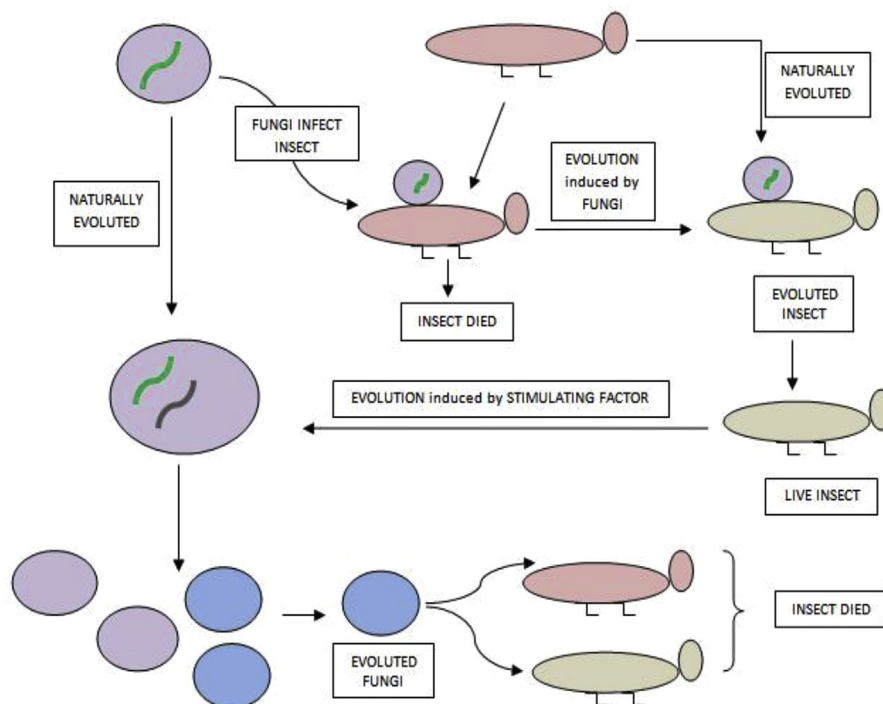 NATURALLY
EVOLUTED
FUNGI INFECT
INSECT
EVOLUTION
induced by
FUNGI
NATURALLY
EVOLUTED
INSECT DIED
EVOLUTED
INSECT
EVOLUTION induced by STIMULATING FACTOR
LIVE INSECT
INSECT DIED
EVOLUTED
FUNGI